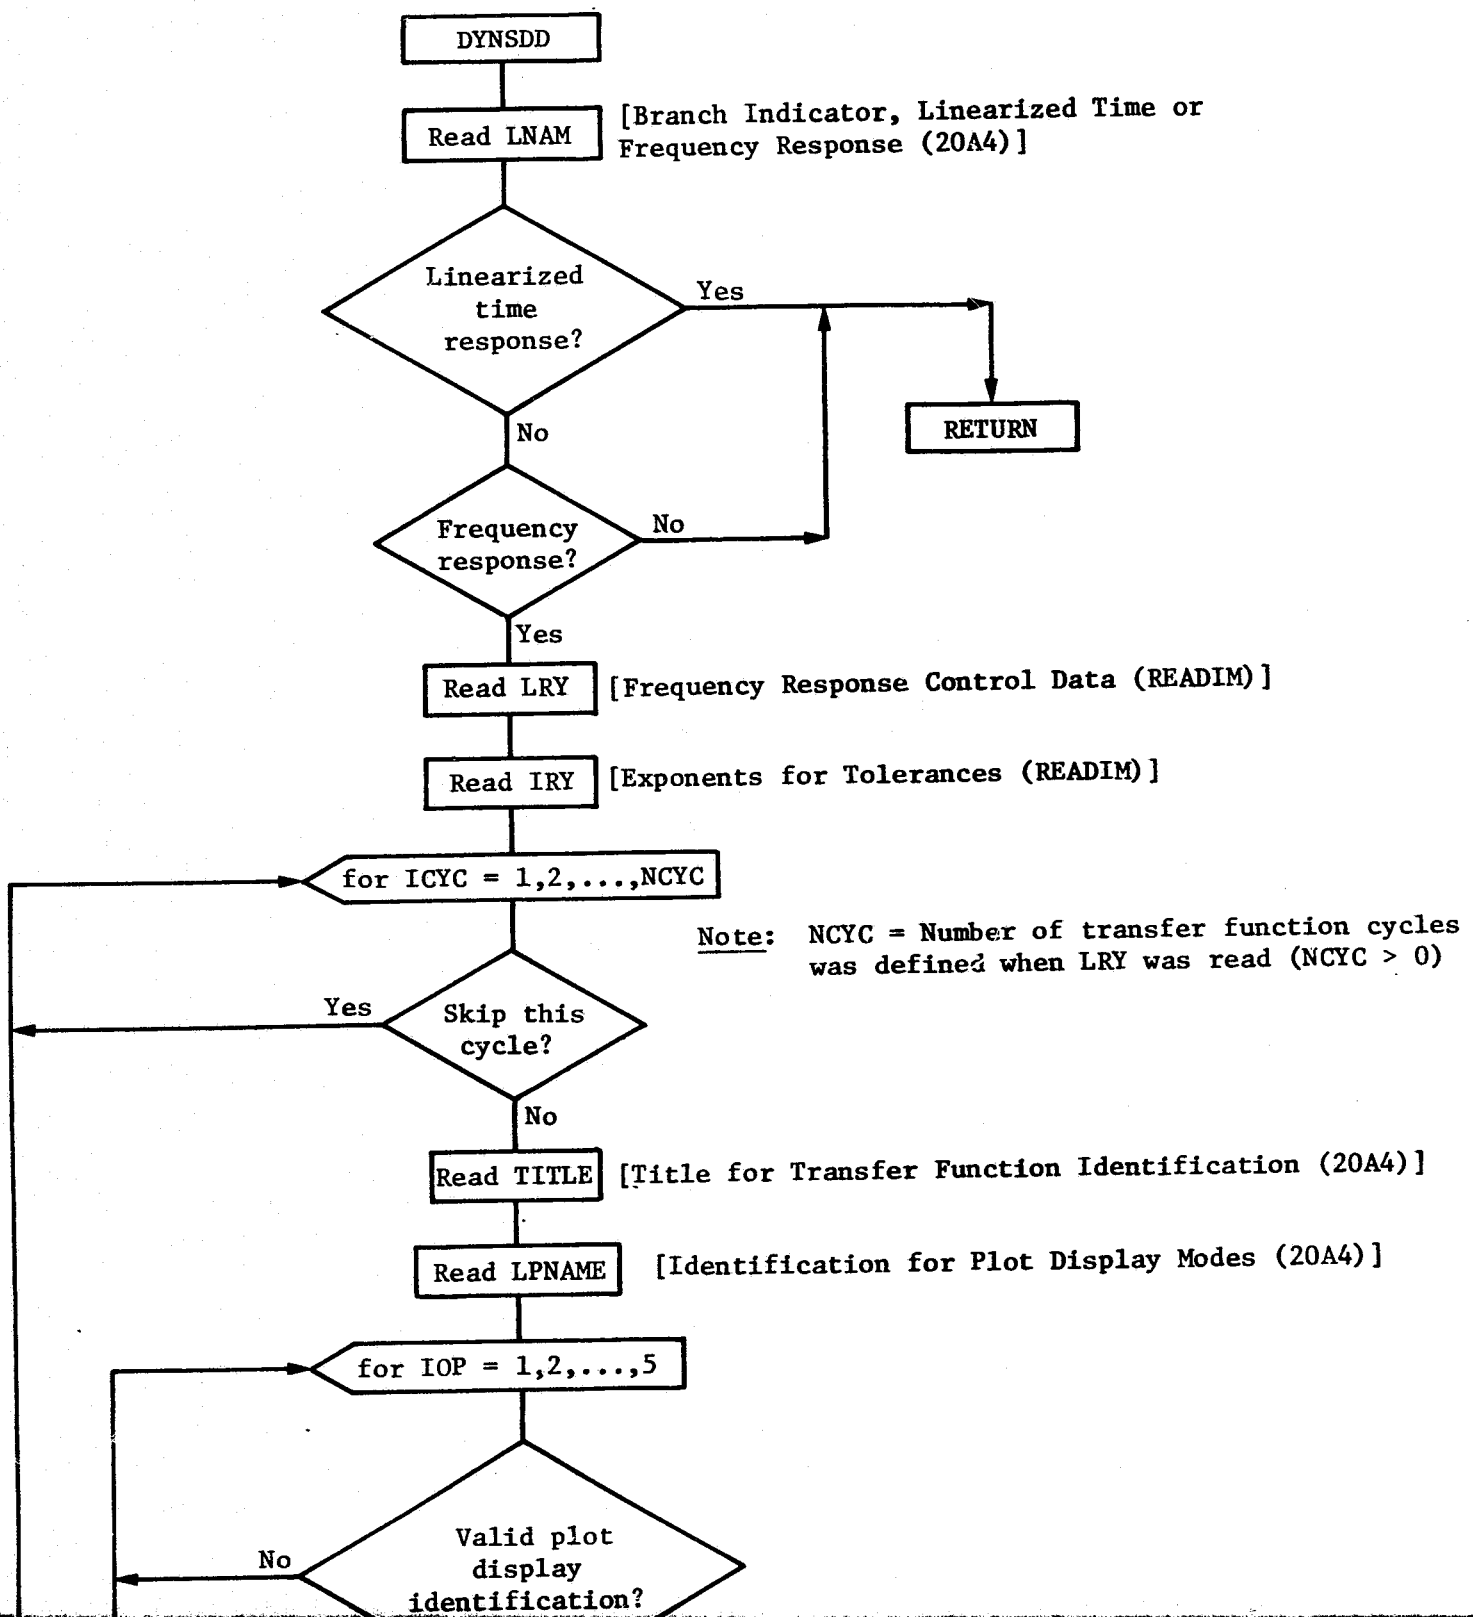 DYNSDD
Read LNAM
[Branch Indicator, Linearized Time or
Frequency Response (20A4)]
Linearized
time
response?
Yes
RETURN
No
Frequency
response?
No
Yes
Read LRY
[Frequency Response Control Data (READIM)]
Read IRY
[Exponents for Tolerances (READIM)]
for ICYC = 1,2,...,NCYC
Note: NCYC = Number of transfer function cycles
was defined when LRY was read (NCYC > 0)
Yes
Skip this
cycle?
No
Read TITLE
[Title for Transfer Function Identification (20A4)]
Read LPNAME
[Identification for Plot Display Modes (20A4)]
for IOP = 1,2,...,5
Valid plot
display
identification?
No